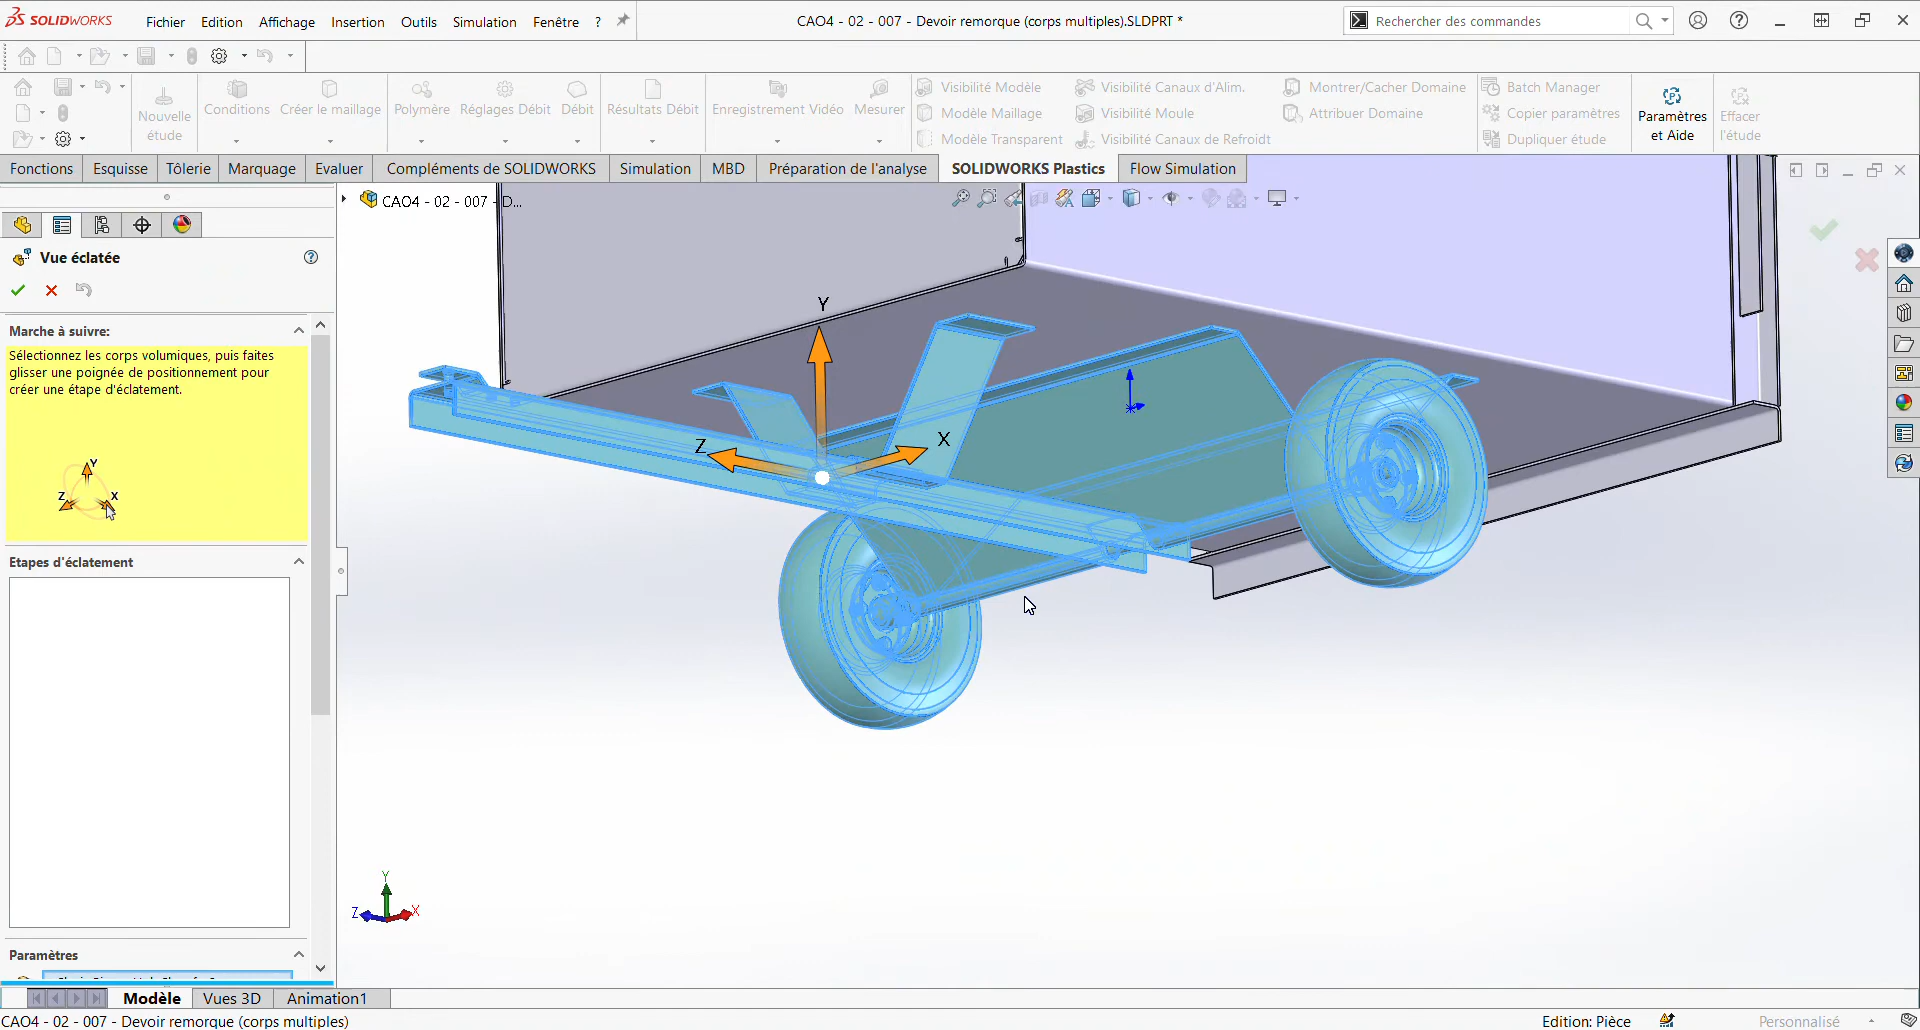 SOLIDWORKS Fichier Edition Affichage Insertion Outils Simulation Fenêtre ? CAO4 - 02 - 007 - Devoir remorque (corps multiples).SLDPRT * Rechercher des commandes
Nouvelle étude
Conditions
Créer le maillage
Polymère
Réglages Débit
Débit
Résultats Débit
Enregistrement Vidéo
Mesurer
Visibilité Modèle
Modèle Maillage
Modèle Transparent
Visibilité Canaux d'Alim.
Visibilité Moule
Visibilité Canaux de Refroidt
Montrer/Cacher Domaine
Attribuer Domaine
Batch Manager
Copier paramètres
Dupliquer étude
Paramètres et Aide
Effacer l'étude
Fonctions Esquisse Tôlerie Marquage Evaluer Compléments de SOLIDWORKS Simulation MBD Préparation de l'analyse SOLIDWORKS Plastics Flow Simulation
CAO4 - 02 - 007 - D...
Vue éclatée
Marche à suivre:
Sélectionnez les corps volumiques, puis faites
glisser une poignée de positionnement pour
créer une étape d'éclatement.
Y
Z X
Etapes d'éclatement
Paramètres
Y
X
Z
Y
Z X
Modèle Vues 3D Animation1
CAO4 - 02 - 007 - Devoir remorque (corps multiples) Edition: Pièce Personnalisé